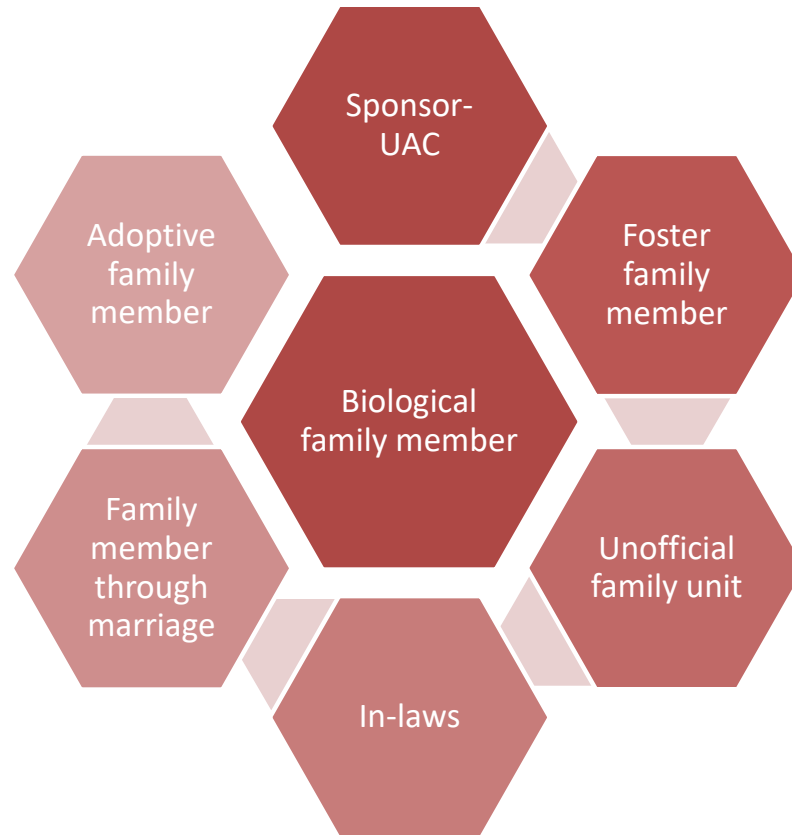 Sponsor-
UAC
Foster
family
member
Unofficial
family unit
In-laws
Family
member
through
marriage
Adoptive
family
member
Biological
family member